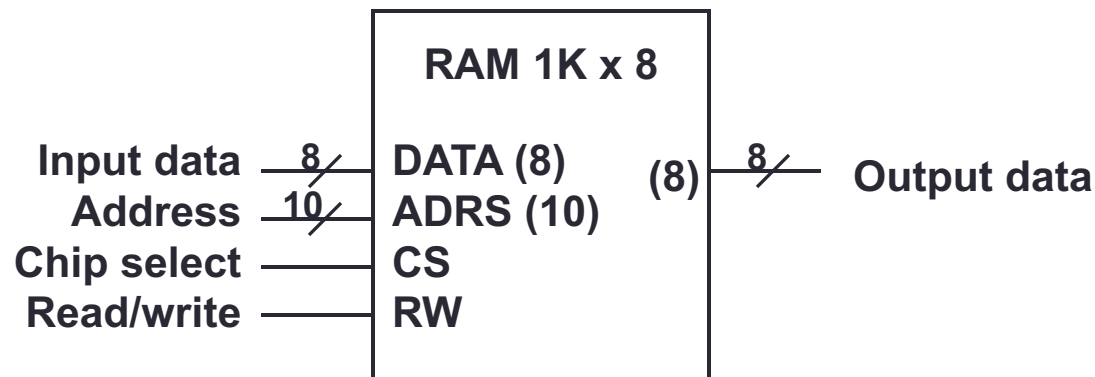 RAM 1K x 8
Input data 8 DATA (8) (8) 8 Output data
Address 10 ADRS (10)
Chip select CS
Read/write RW